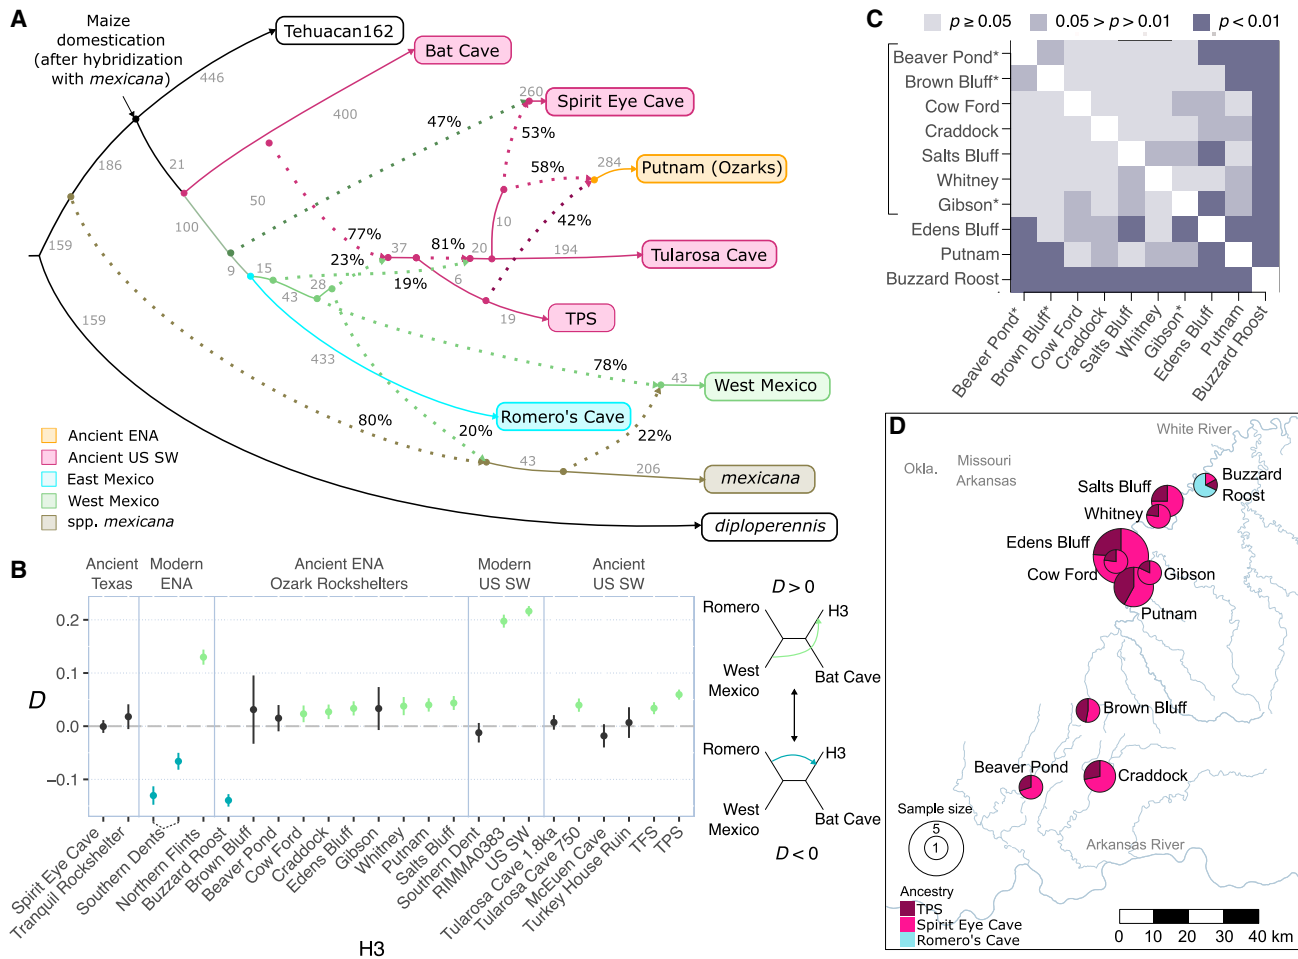 A
Maize
domestication
(after hybridization
with mexicana)
Tehuacan162
Bat Cave
Spirit Eye Cave
Putnam (Ozarks)
Tularosa Cave
TPS
West Mexico
Romero's Cave
mexicana
diploperennis
446
400
260
47%
53%
186
21
58%
284
50
42%
100
10
77%
37
81%
20
194
159
23%
9
15
28
19%
6
43
19
159
433
78%
43
80%
20%
22%
43
206
Ancient ENA
Ancient US SW
East Mexico
West Mexico
spp. mexicana
B
Ancient
Texas
Modern
ENA
Ancient ENA
Ozark Rockshelters
Modern
US SW
Ancient
US SW
D
0.2
0.1
0.0
−0.1
Spirit Eye Cave
Tranquil Rockshelter
Southern Dents
Northern Flints
Buzzard Roost
Brown Bluff
Beaver Pond
Cow Ford
Craddock
Edens Bluff
Gibson
Whitney
Putnam
Salts Bluff
Southern Dent
RIMMA0383
US SW
Tularosa Cave 1.8ka
Tularosa Cave 750
McEuen Cave
Turkey House Ruin
TFS
TPS
H3
D > 0
Romero
H3
West
Mexico
Bat Cave
Romero
H3
West
Mexico
Bat Cave
D < 0
C
p ≥ 0.05
0.05 > p > 0.01
p < 0.01
Beaver Pond*
Brown Bluff*
Cow Ford
Craddock
Salts Bluff
Whitney
Gibson*
Edens Bluff
Putnam
Buzzard Roost
Beaver Pond*
Brown Bluff*
Cow Ford
Craddock
Salts Bluff
Whitney
Gibson*
Edens Bluff
Putnam
Buzzard Roost
D
White River
Okla.
Missouri
Arkansas
Salts Bluff
Buzzard
Roost
Whitney
Edens Bluff
Cow Ford
Gibson
Putnam
Brown Bluff
Beaver Pond
Craddock
Sample size
5
1
Arkansas River
Ancestry
TPS
Spirit Eye Cave
Romero's Cave
0 10 20 30 40 km